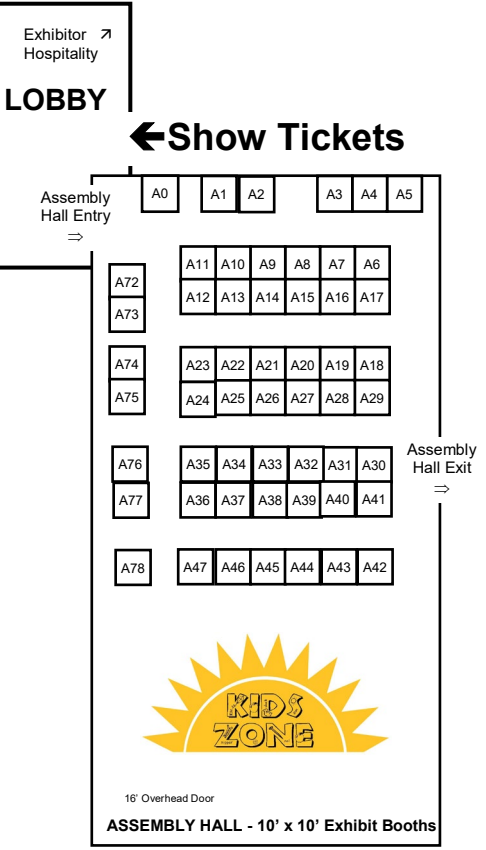 Exhibitor ↗
Hospitality
LOBBY
←Show Tickets
Assembly
Hall Entry
⇒
A0 A1 A2 A3 A4 A5
A72
A73
A11 A10 A9 A8 A7 A6
A12 A13 A14 A15 A16 A17
A74
A75
A23 A22 A21 A20 A19 A18
A24 A25 A26 A27 A28 A29
Assembly
Hall Exit
⇒
A76
A77
A35 A34 A33 A32 A31 A30
A36 A37 A38 A39 A40 A41
A78 A47 A46 A45 A44 A43 A42
KIDS
ZONE
16' Overhead Door
ASSEMBLY HALL - 10' x 10' Exhibit Booths